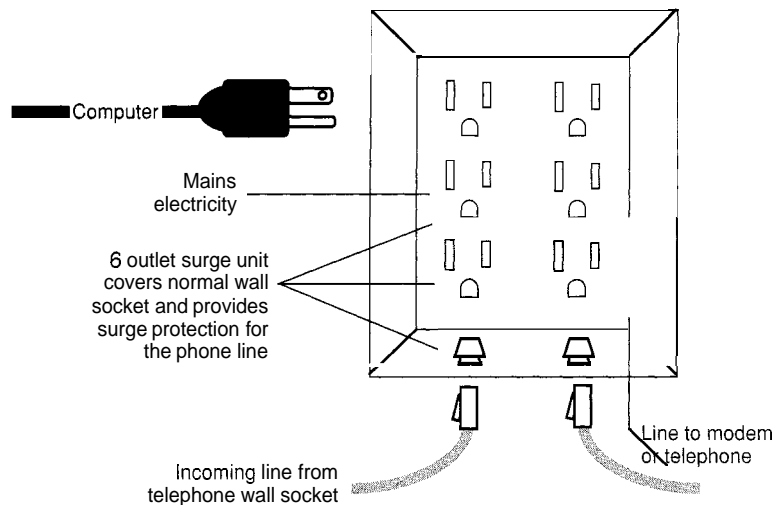 Computer
Mains
electricity
6 outlet surge unit
covers normal wall
socket and provides
surge protection for
the phone line
Line to modem
or telephone
Incoming line from
telephone wall socket